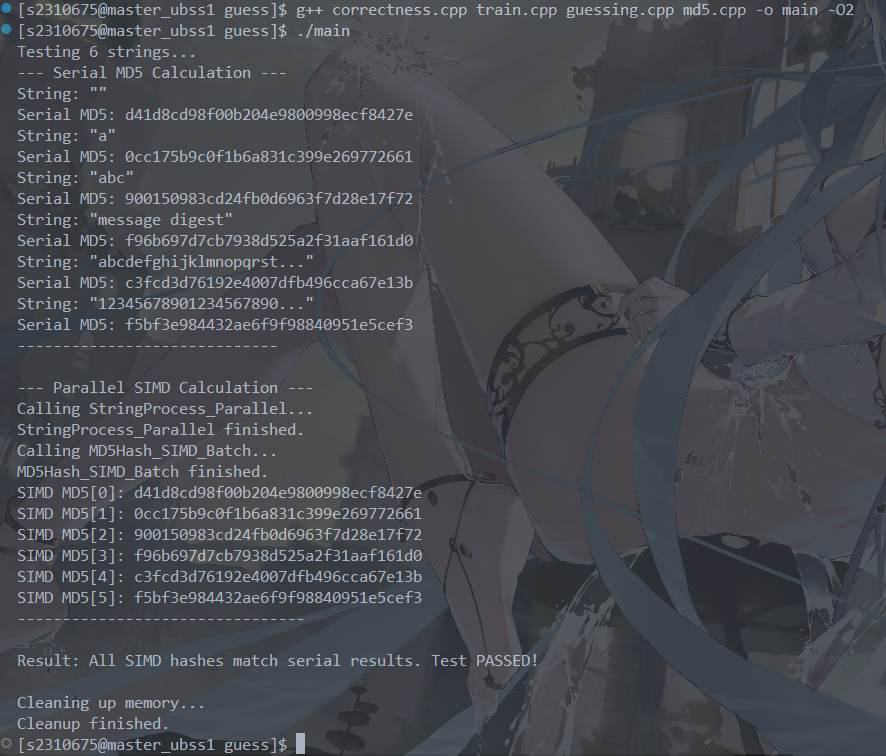 [s2310675@master_ubss1 guess]$ g++ correctness.cpp train.cpp guessing.cpp md5.cpp -o main -O2
[s2310675@master_ubss1 guess]$ ./main
Testing 6 strings...
--- Serial MD5 Calculation ---
String: ""
Serial MD5: d41d8cd98f00b204e9800998ecf8427e
String: "a"
Serial MD5: 0cc175b9c0f1b6a831c399e269772661
String: "abc"
Serial MD5: 900150983cd24fb0d6963f7d28e17f72
String: "message digest"
Serial MD5: f96b697d7cb7938d525a2f31aaf161d0
String: "abcdefghijklmnopqrst..."
Serial MD5: c3fcd3d76192e4007dfb496cca67e13b
String: "12345678901234567890..."
Serial MD5: f5bf3e984432ae6f9f98840951e5cef3
-----------------------------
--- Parallel SIMD Calculation ---
Calling StringProcess_Parallel...
StringProcess_Parallel finished.
Calling MD5Hash_SIMD_Batch...
MD5Hash_SIMD_Batch finished.
SIMD MD5[0]: d41d8cd98f00b204e9800998ecf8427e
SIMD MD5[1]: 0cc175b9c0f1b6a831c399e269772661
SIMD MD5[2]: 900150983cd24fb0d6963f7d28e17f72
SIMD MD5[3]: f96b697d7cb7938d525a2f31aaf161d0
SIMD MD5[4]: c3fcd3d76192e4007dfb496cca67e13b
SIMD MD5[5]: f5bf3e984432ae6f9f98840951e5cef3
--------------------------------
Result: All SIMD hashes match serial results. Test PASSED!
Cleaning up memory...
Cleanup finished.
[s2310675@master_ubss1 guess]$